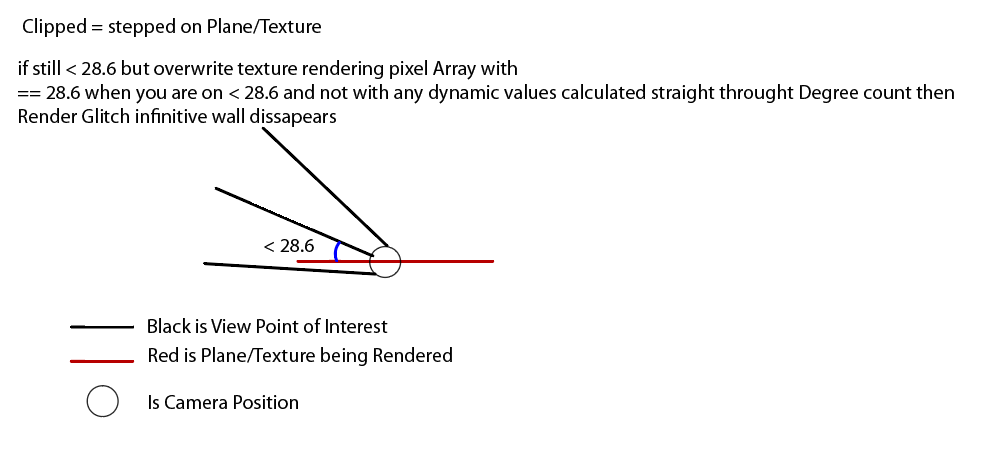 Clipped = stepped on Plane/Texture
if still < 28.6 but overwrite texture rendering pixel Array with
== 28.6 when you are on < 28.6 and not with any dynamic values calculated straight throught Degree count then
Render Glitch infinitive wall dissapears
< 28.6
Black is View Point of Interest
Red is Plane/Texture being Rendered
Is Camera Position